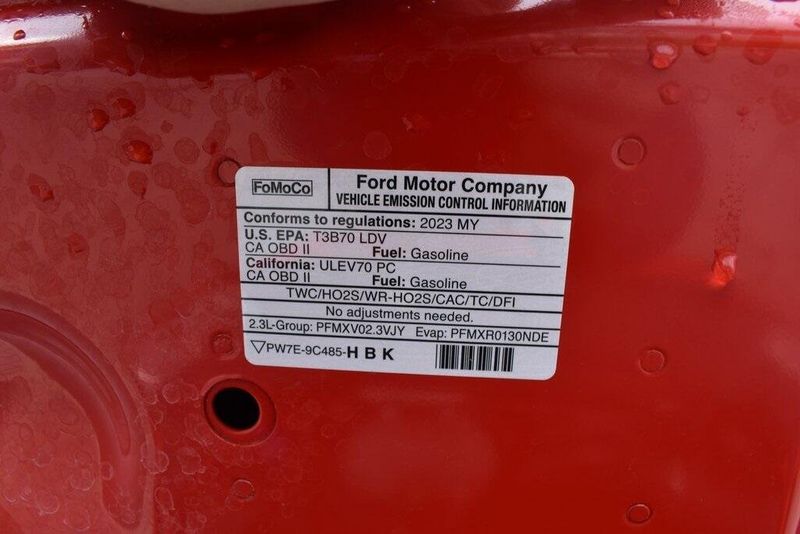 FoMoCo
Ford Motor Company
VEHICLE EMISSION CONTROL INFORMATION
Conforms to regulations: 2023 MY
U.S. EPA: T3B70 LDV
CA OBD II Fuel: Gasoline
California: ULEV70 PC
CA OBD II Fuel: Gasoline
TWC/HO2S/WR-HO2S/CAC/TC/DFI
No adjustments needed.
2.3L-Group: PFMXV02.3VJY Evap: PFMXR0130NDE
▽PW7E-9C485-H B K